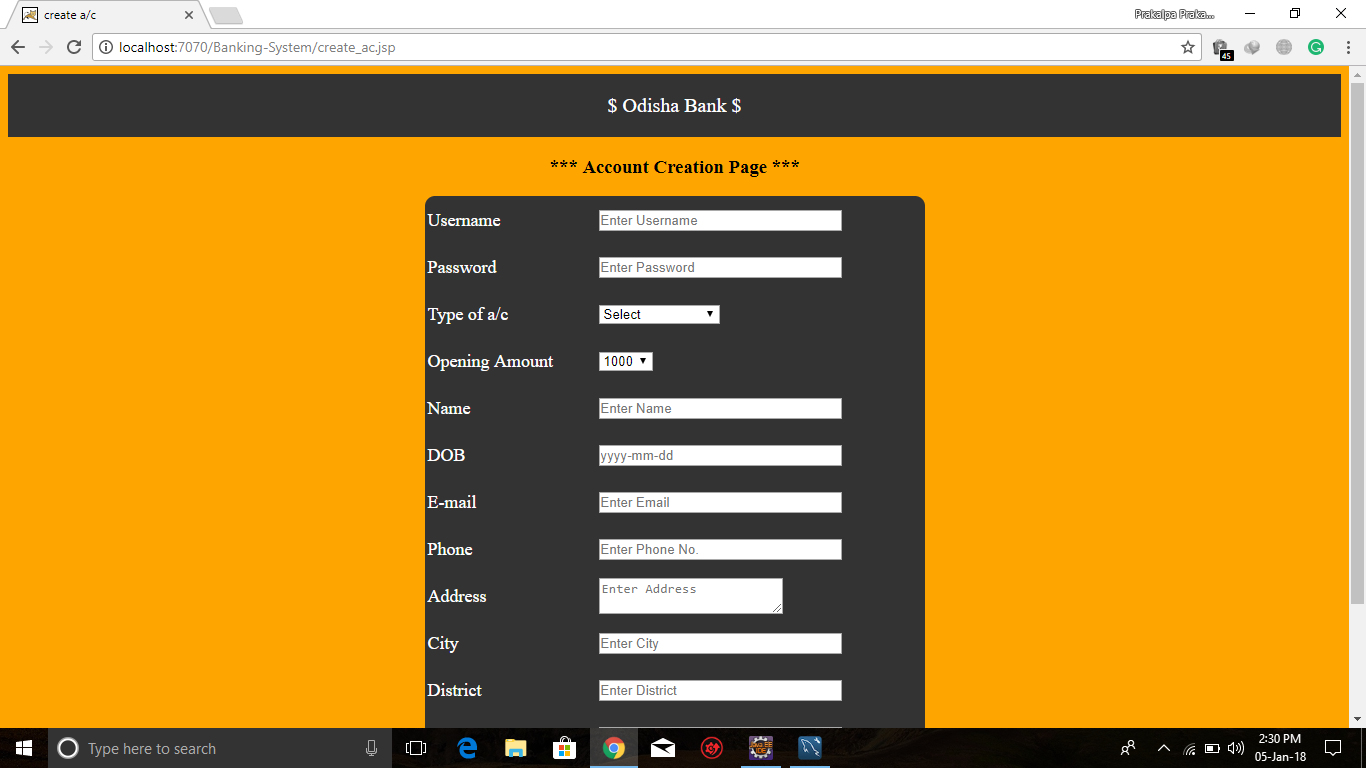 create a/c
Prakalpa Praka...
localhost:7070/Banking-System/create_ac.jsp
45
$ Odisha Bank $
*** Account Creation Page ***
Username Enter Username
Password Enter Password
Type of a/c Select
Opening Amount 1000
Name Enter Name
DOB yyyy-mm-dd
E-mail Enter Email
Phone Enter Phone No.
Address Enter Address
City Enter City
District Enter District
Type here to search
2:30 PM
05-Jan-18